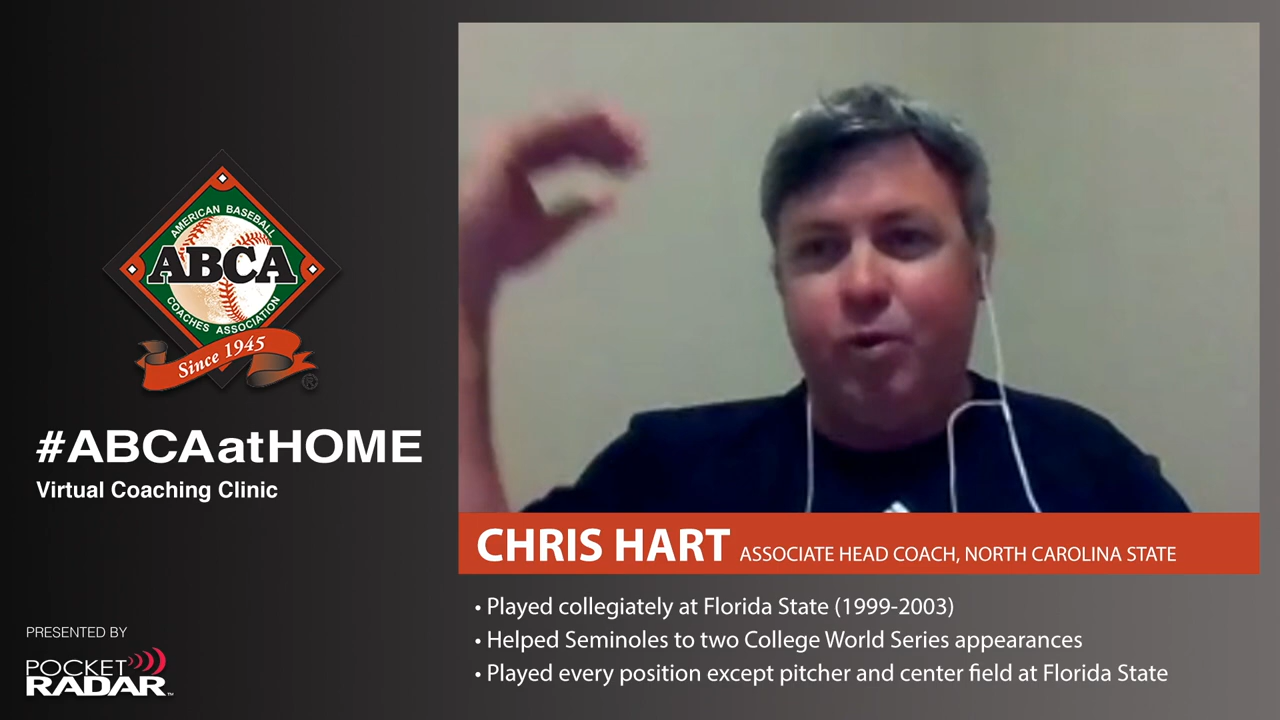 AMERICAN BASEBALL
ABCA
COACHES ASSOCIATION
Since 1945
®
#ABCAatHOME
Virtual Coaching Clinic
PRESENTED BY
POCKET
RADAR™
CHRIS HART ASSOCIATE HEAD COACH, NORTH CAROLINA STATE
• Played collegiately at Florida State (1999-2003)
• Helped Seminoles to two College World Series appearances
• Played every position except pitcher and center field at Florida State